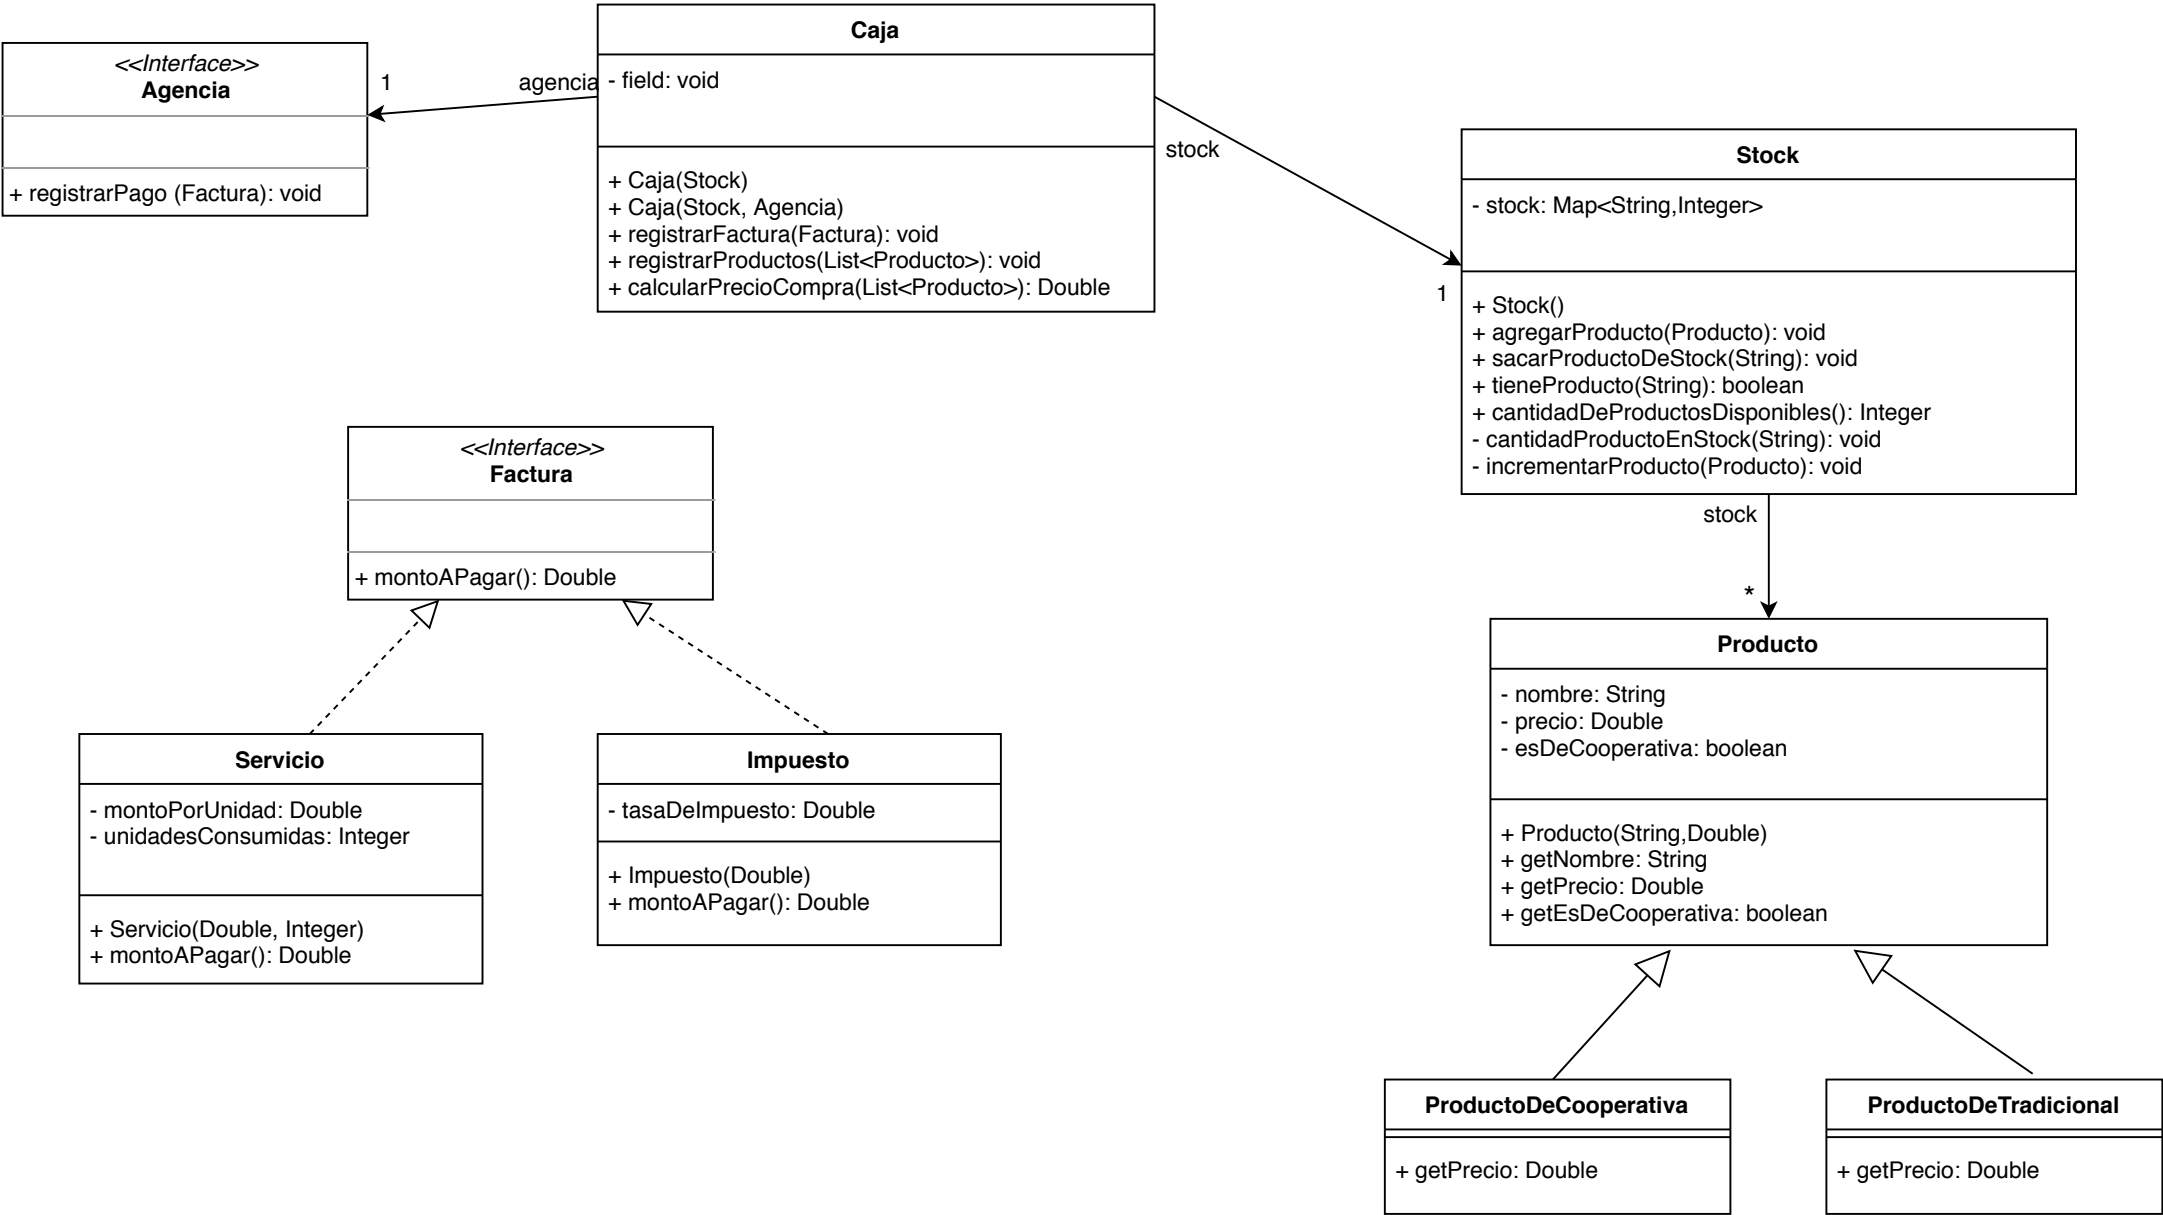 <<Interface>>
Agencia
+ registrarPago (Factura): void
1
agencia
Caja
- field: void
+ Caja(Stock)
+ Caja(Stock, Agencia)
+ registrarFactura(Factura): void
+ registrarProductos(List<Producto>): void
+ calcularPrecioCompra(List<Producto>): Double
stock
1
Stock
- stock: Map<String,Integer>
+ Stock()
+ agregarProducto(Producto): void
+ sacarProductoDeStock(String): void
+ tieneProducto(String): boolean
+ cantidadDeProductosDisponibles(): Integer
- cantidadProductoEnStock(String): void
- incrementarProducto(Producto): void
stock
*
<<Interface>>
Factura
+ montoAPagar(): Double
Servicio
- montoPorUnidad: Double
- unidadesConsumidas: Integer
+ Servicio(Double, Integer)
+ montoAPagar(): Double
Impuesto
- tasaDeImpuesto: Double
+ Impuesto(Double)
+ montoAPagar(): Double
Producto
- nombre: String
- precio: Double
- esDeCooperativa: boolean
+ Producto(String,Double)
+ getNombre: String
+ getPrecio: Double
+ getEsDeCooperativa: boolean
ProductoDeCooperativa
+ getPrecio: Double
ProductoDeTradicional
+ getPrecio: Double